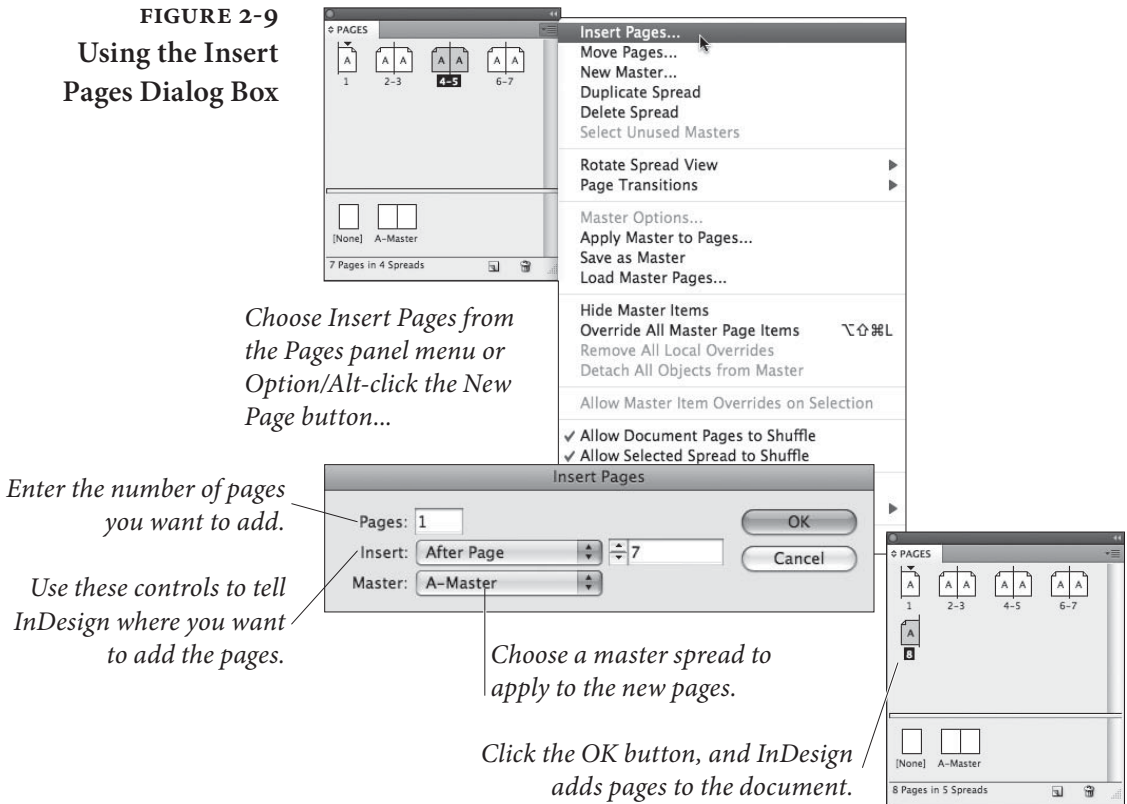 FIGURE 2-9
Using the Insert
Pages Dialog Box
PAGES
A
A A
A A
A A
1
2-3
4-5
6-7
[None]
A-Master
7 Pages in 4 Spreads
Insert Pages...
Move Pages...
New Master...
Duplicate Spread
Delete Spread
Select Unused Masters
Rotate Spread View
Page Transitions
Master Options...
Apply Master to Pages...
Save as Master
Load Master Pages...
Hide Master Items
Override All Master Page Items ⌥⇧⌘L
Remove All Local Overrides
Detach All Objects from Master
Allow Master Item Overrides on Selection
✓ Allow Document Pages to Shuffle
✓ Allow Selected Spread to Shuffle
Choose Insert Pages from
the Pages panel menu or
Option/Alt-click the New
Page button...
Insert Pages
Pages: 1
Insert: After Page 7
Master: A-Master
OK
Cancel
Enter the number of pages
you want to add.
Use these controls to tell
InDesign where you want
to add the pages.
Choose a master spread to
apply to the new pages.
Click the OK button, and InDesign
adds pages to the document.
PAGES
A
A A
A A
A A
1
2-3
4-5
6-7
A
8
[None]
A-Master
8 Pages in 5 Spreads